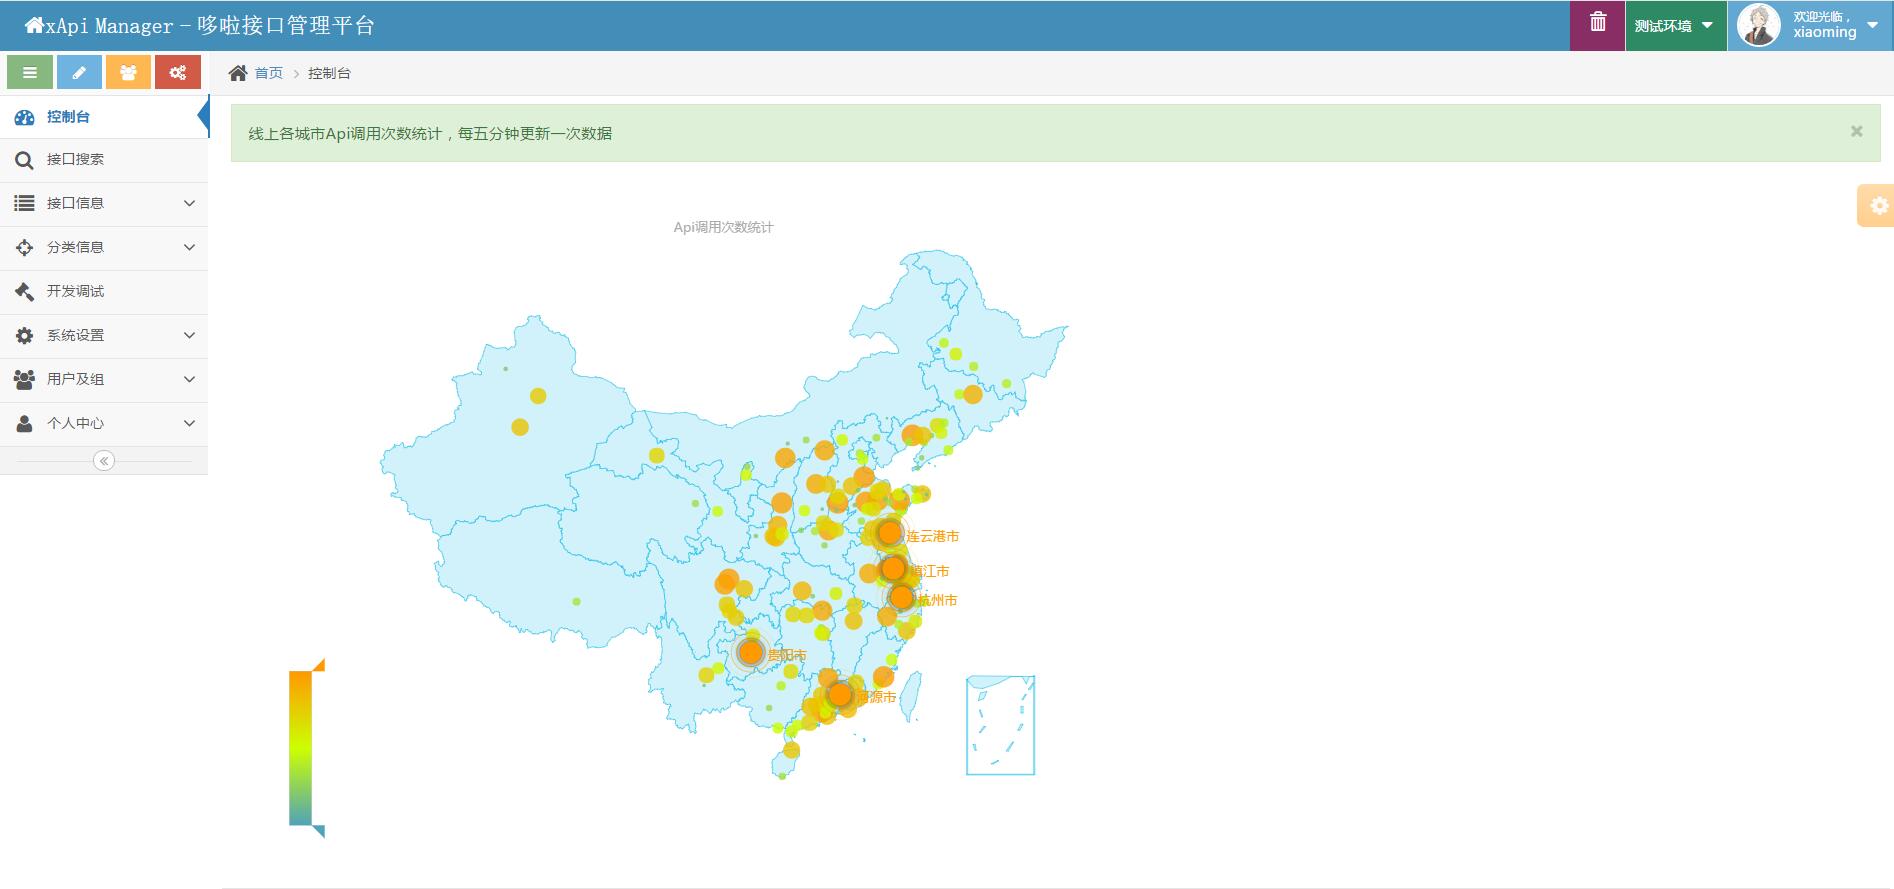 xApi Manager – 哆啦接口管理平台
测试环境
欢迎光临，
xiaoming
首页 > 控制台
控制台
接口搜索
接口信息
分类信息
开发调试
系统设置
用户及组
个人中心
线上各城市Api调用次数统计，每五分钟更新一次数据
Api调用次数统计
连云港市
镇江市
杭州市
贵阳市
河源市